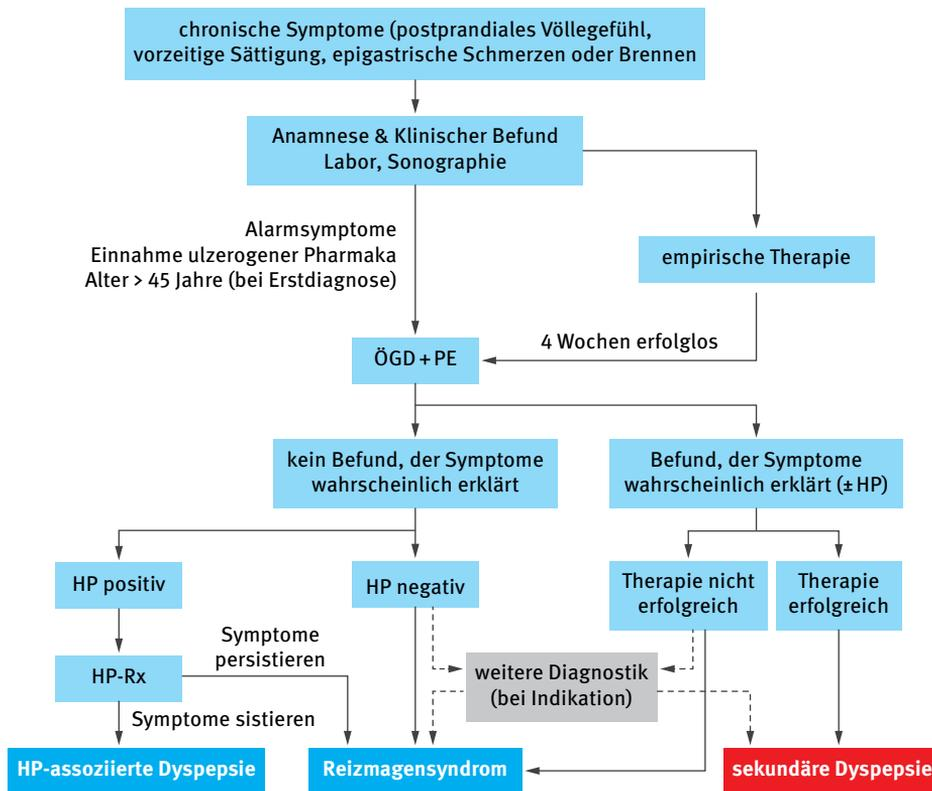 chronische Symptome (postprandiales Völlegefühl,
vorzeitige Sättigung, epigastrische Schmerzen oder Brennen
Anamnese & Klinischer Befund
Labor, Sonographie
Alarmsymptome
Einnahme ulzerogener Pharmaka
Alter > 45 Jahre (bei Erstdiagnose)
empirische Therapie
4 Wochen erfolglos
ÖGD + PE
kein Befund, der Symptome
wahrscheinlich erklärt
Befund, der Symptome
wahrscheinlich erklärt (± HP)
HP positiv
HP negativ
Therapie nicht
erfolgreich
Therapie
erfolgreich
Symptome
persistieren
HP-Rx
weitere Diagnostik
(bei Indikation)
Symptome sistieren
HP-assoziierte Dyspepsie
Reizmagensyndrom
sekundäre Dyspepsie